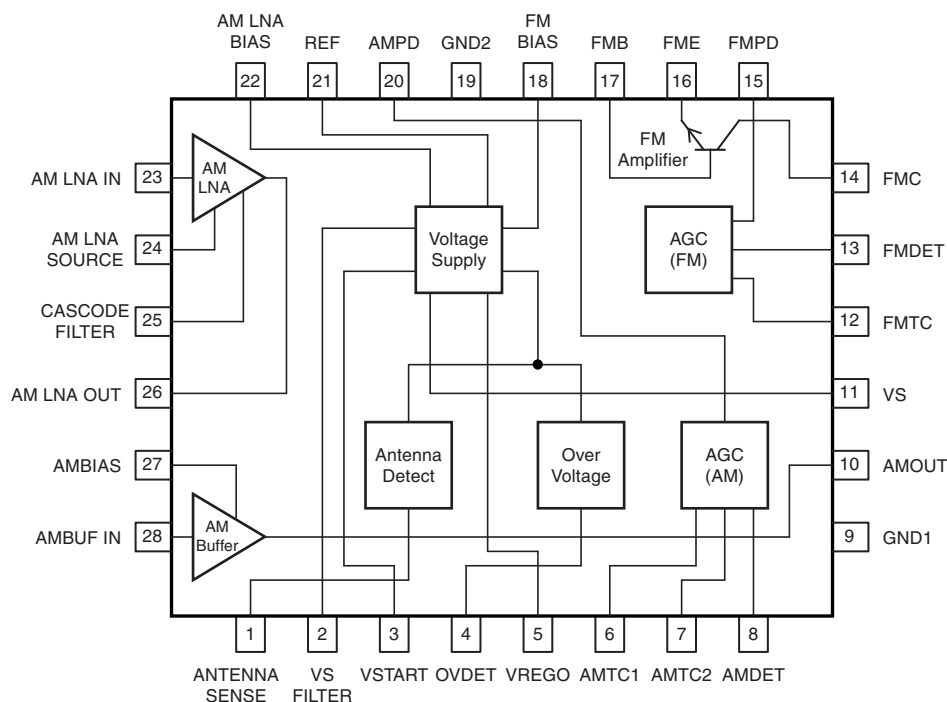 AM LNA
BIAS
REF
AMPD
GND2
FM
BIAS
FMB
FME
FMPD
22
21
20
19
18
17
16
15
AM LNA IN
23
AM
LNA
FM
Amplifier
14
FMC
AM LNA
SOURCE
24
Voltage
Supply
AGC
(FM)
13
FMDET
CASCODE
FILTER
25
12
FMTC
AM LNA OUT
26
11
VS
AMBIAS
27
Antenna
Detect
Over
Voltage
AGC
(AM)
10
AMOUT
AMBUF IN
28
AM
Buffer
9
GND1
1
2
3
4
5
6
7
8
ANTENNA
SENSE
VS
FILTER
VSTART
OVDET
VREGO
AMTC1
AMTC2
AMDET